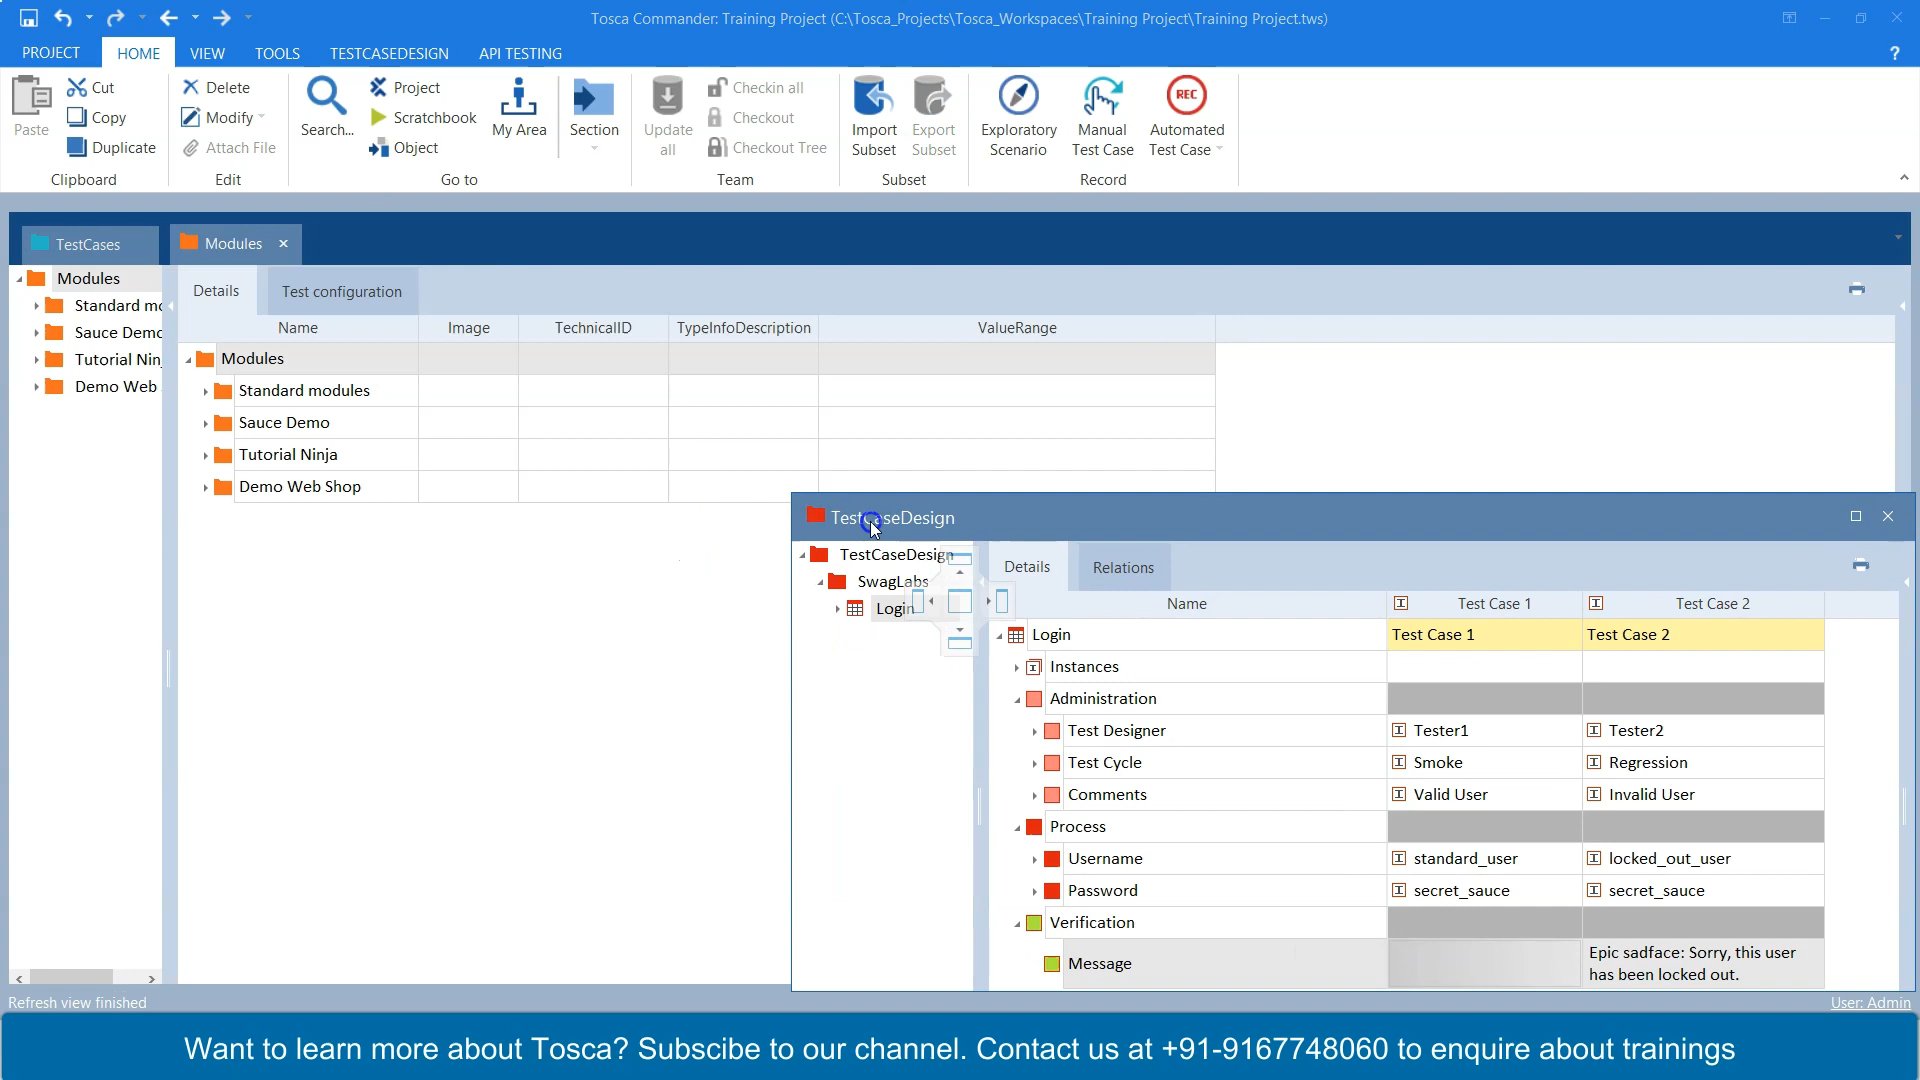 Tosca Commander: Training Project (C:\Tosca_Projects\Tosca_Workspaces\Training Project\Training Project.tws)
PROJECT HOME VIEW TOOLS TESTCASEDESIGN API TESTING ?
Paste Cut Copy Duplicate Clipboard
Delete Modify Attach File Edit
Search... Project Scratchbook Object My Area Section Go to
Update all Checkin all Checkout Checkout Tree Team
Import Subset Export Subset Subset
Exploratory Scenario Manual Test Case REC Automated Test Case Record
TestCases Modules
Modules
Standard mo
Sauce Demo
Tutorial Nin
Demo Web
Details Test configuration
Name Image TechnicalID TypeInfoDescription ValueRange
Modules
Standard modules
Sauce Demo
Tutorial Ninja
Demo Web Shop
TestCaseDesign
TestCaseDesign
SwagLabs
Login
Details Relations
Name Test Case 1 Test Case 2
Login Test Case 1 Test Case 2
Instances
Administration
Test Designer Tester1 Tester2
Test Cycle Smoke Regression
Comments Valid User Invalid User
Process
Username standard_user locked_out_user
Password secret_sauce secret_sauce
Verification
Message Epic sadface: Sorry, this user
has been locked out.
Refresh view finished User: Admin
Want to learn more about Tosca? Subscibe to our channel. Contact us at +91-9167748060 to enquire about trainings